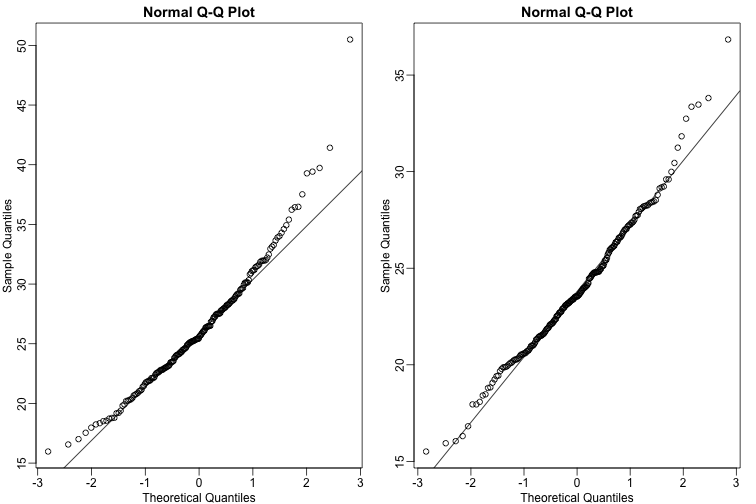 Normal Q-Q Plot
Sample Quantiles
50
45
40
35
30
25
20
15
-3 -2 -1 0 1 2 3
Theoretical Quantiles
Normal Q-Q Plot
Sample Quantiles
35
30
25
20
15
-3 -2 -1 0 1 2 3
Theoretical Quantiles